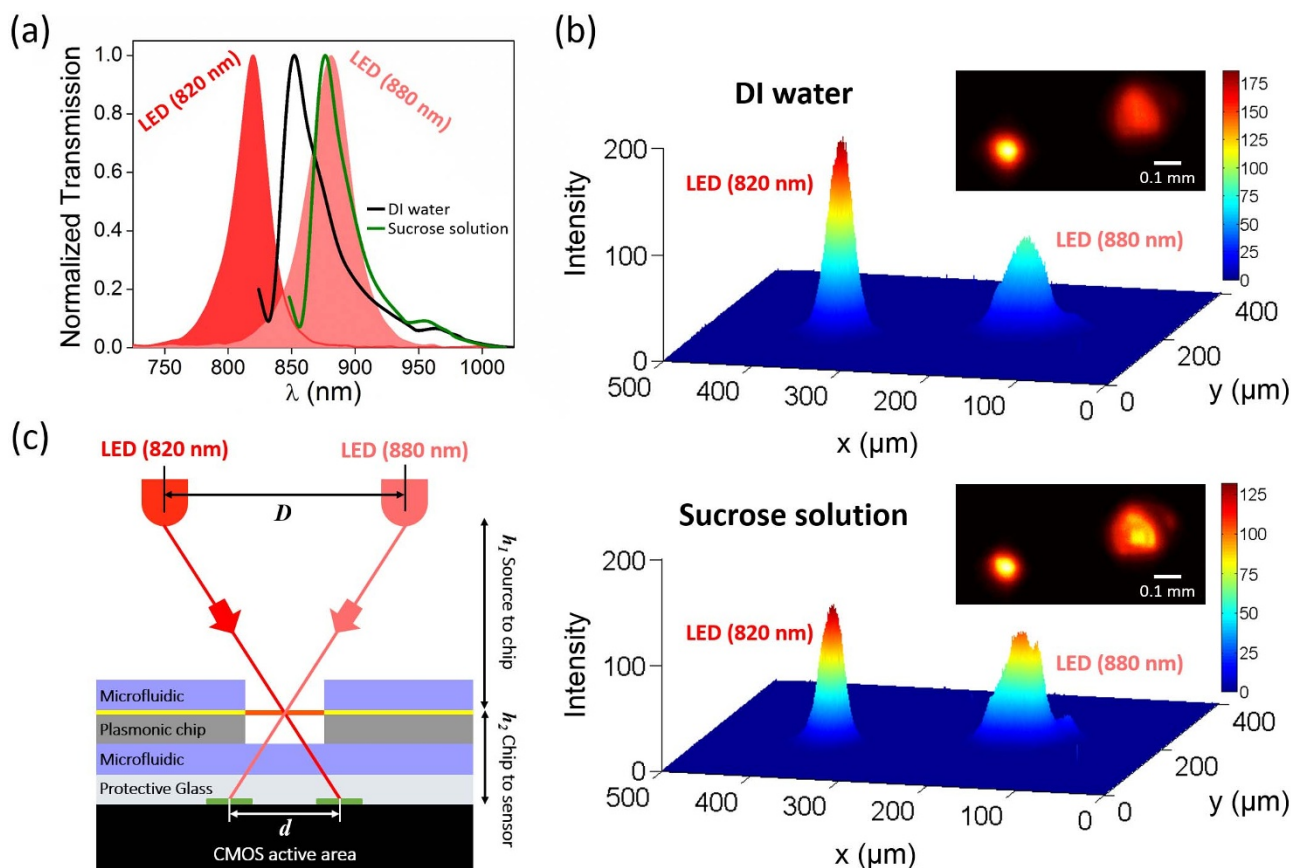 (a)
Normalized Transmission
1.0
0.8
0.6
0.4
0.2
0.0
LED (820 nm)
LED (880 nm)
DI water
Sucrose solution
750
800
850
900
950
1000
λ (nm)
(b)
DI water
Intensity
200
100
0
LED (820 nm)
LED (880 nm)
500
400
300
200
100
0
x (µm)
0
200
400
y (µm)
0.1 mm
175
150
125
100
75
50
25
0
Sucrose solution
Intensity
200
100
0
LED (820 nm)
LED (880 nm)
500
400
300
200
100
0
x (µm)
0
200
400
y (µm)
0.1 mm
125
100
75
50
25
0
(c)
LED (820 nm)
LED (880 nm)
D
h1 Source to chip
Microfluidic
Plasmonic chip
Microfluidic
Protective Glass
h2 Chip to sensor
d
CMOS active area